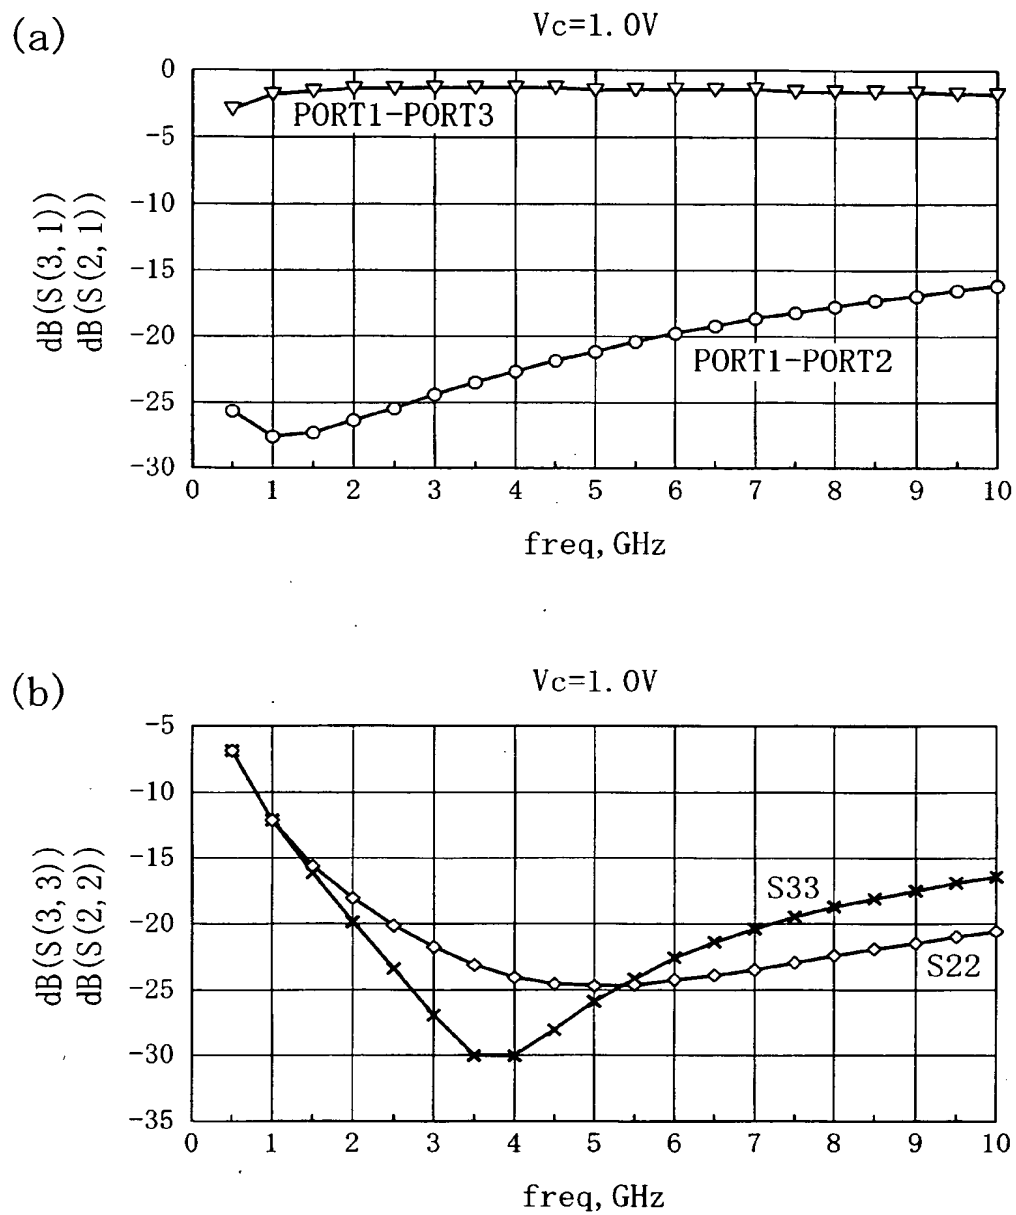 (a)
Vc=1.0V
0
-5
-10
-15
-20
-25
-30
dB(S(3,1))
dB(S(2,1))
PORT1-PORT3
PORT1-PORT2
0 1 2 3 4 5 6 7 8 9 10
freq,GHz
(b)
Vc=1.0V
-5
-10
-15
-20
-25
-30
-35
dB(S(3,3))
dB(S(2,2))
S33
S22
0 1 2 3 4 5 6 7 8 9 10
freq,GHz